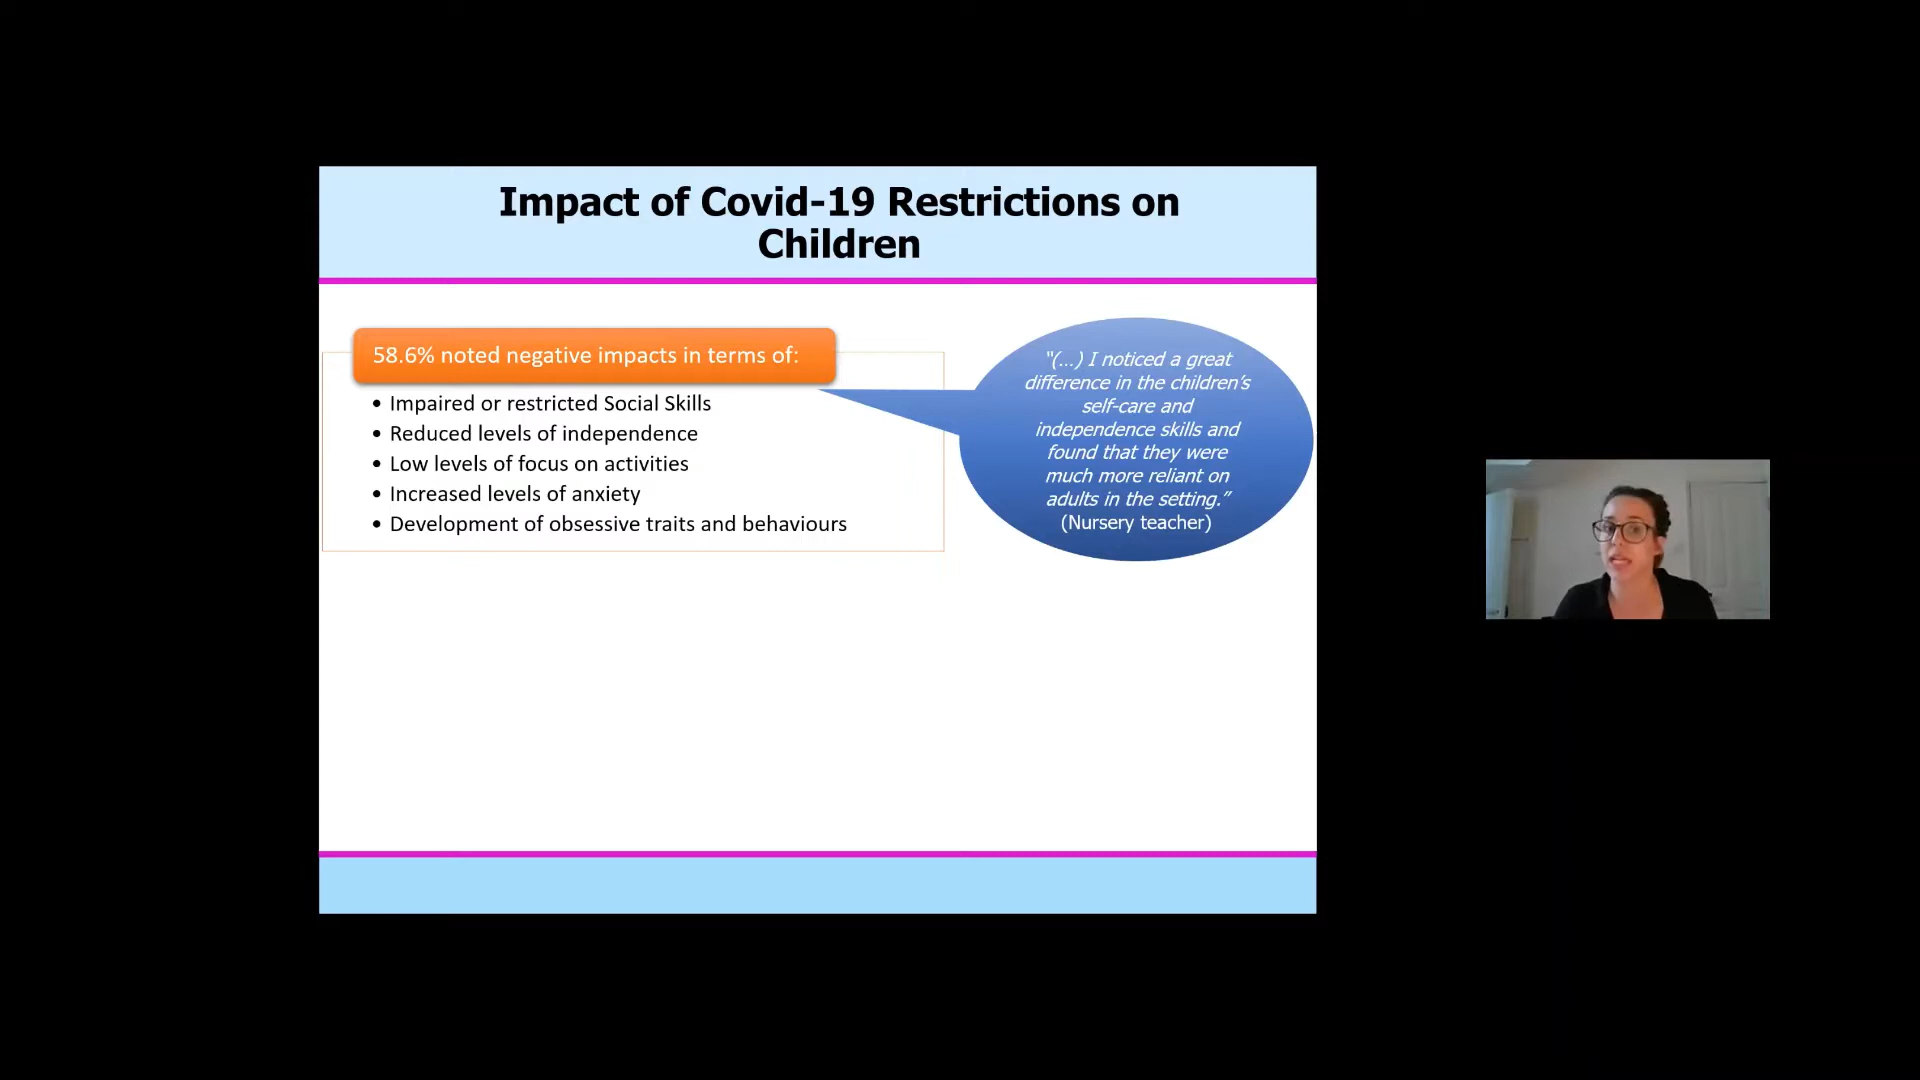 Impact of Covid-19 Restrictions on
Children
58.6% noted negative impacts in terms of:
• Impaired or restricted Social Skills
• Reduced levels of independence
• Low levels of focus on activities
• Increased levels of anxiety
• Development of obsessive traits and behaviours
"(...) I noticed a great
difference in the children's
self-care and
independence skills and
found that they were
much more reliant on
adults in the setting."
(Nursery teacher)